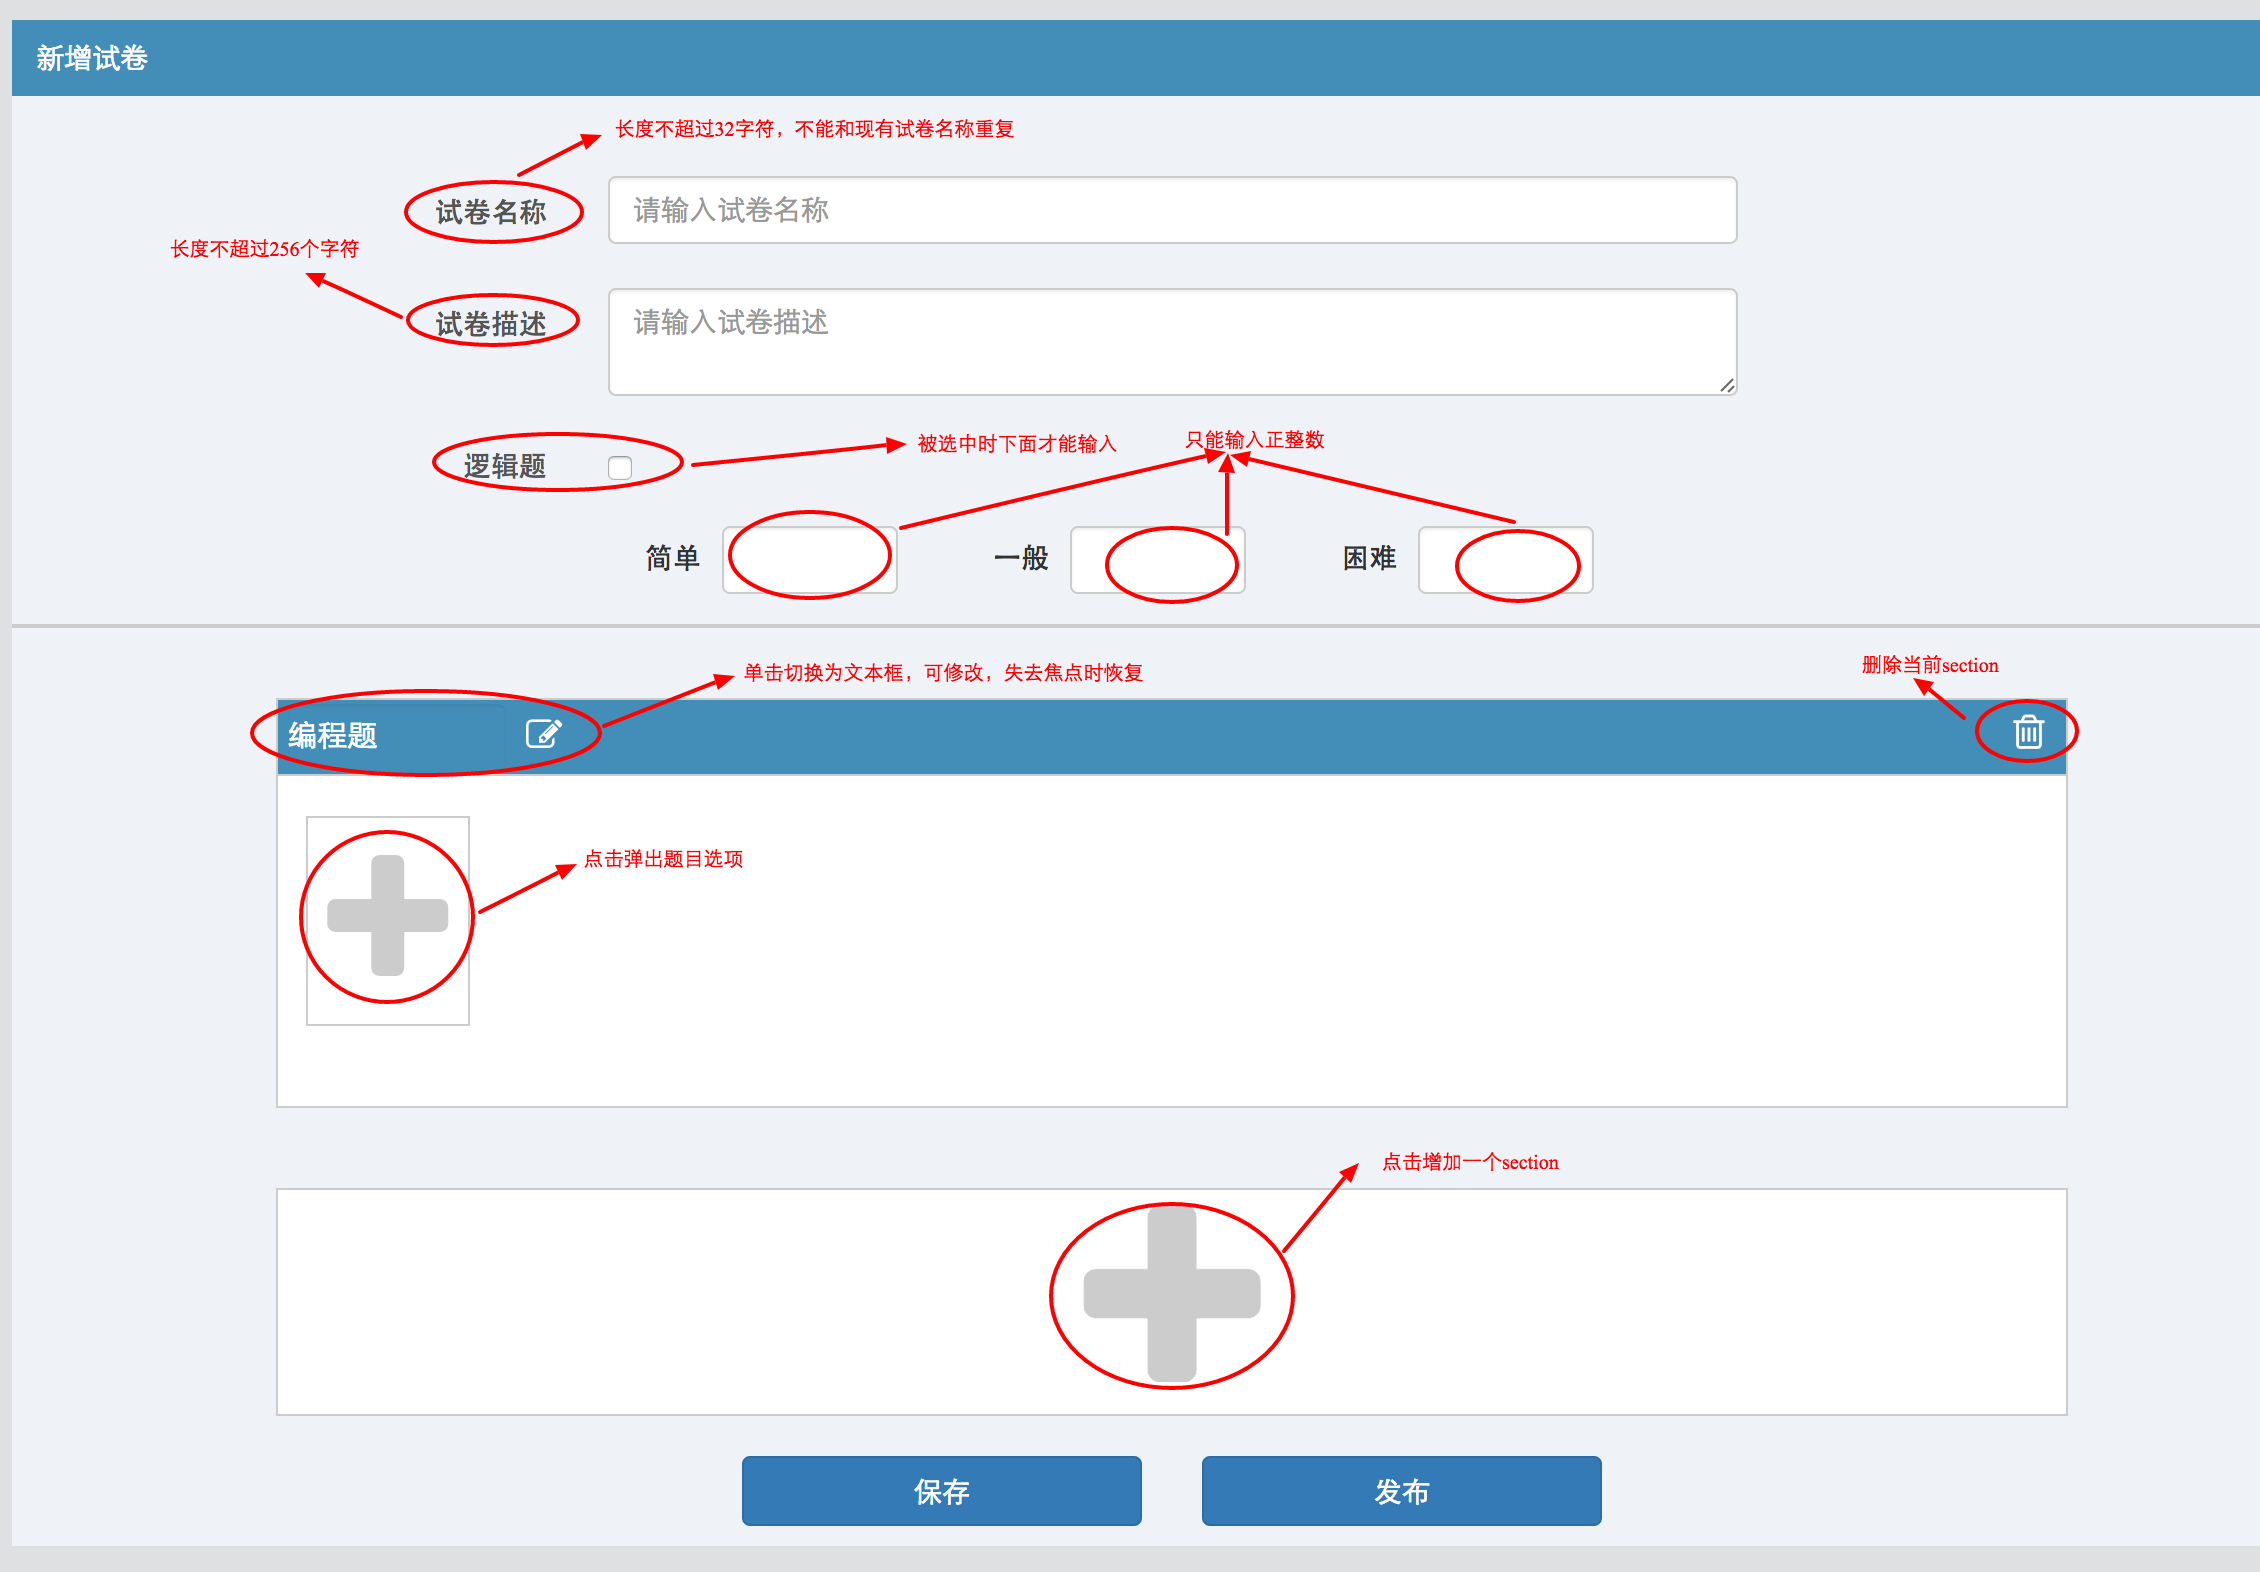 新增试卷
长度不超过32字符，不能和现有试卷名称重复
试卷名称
请输入试卷名称
长度不超过256个字符
试卷描述
请输入试卷描述
逻辑题
被选中时下面才能输入
只能输入正整数
简单
一般
困难
单击切换为文本框，可修改，失去焦点时恢复
删除当前section
编程题
点击弹出题目选项
点击增加一个section
保存
发布